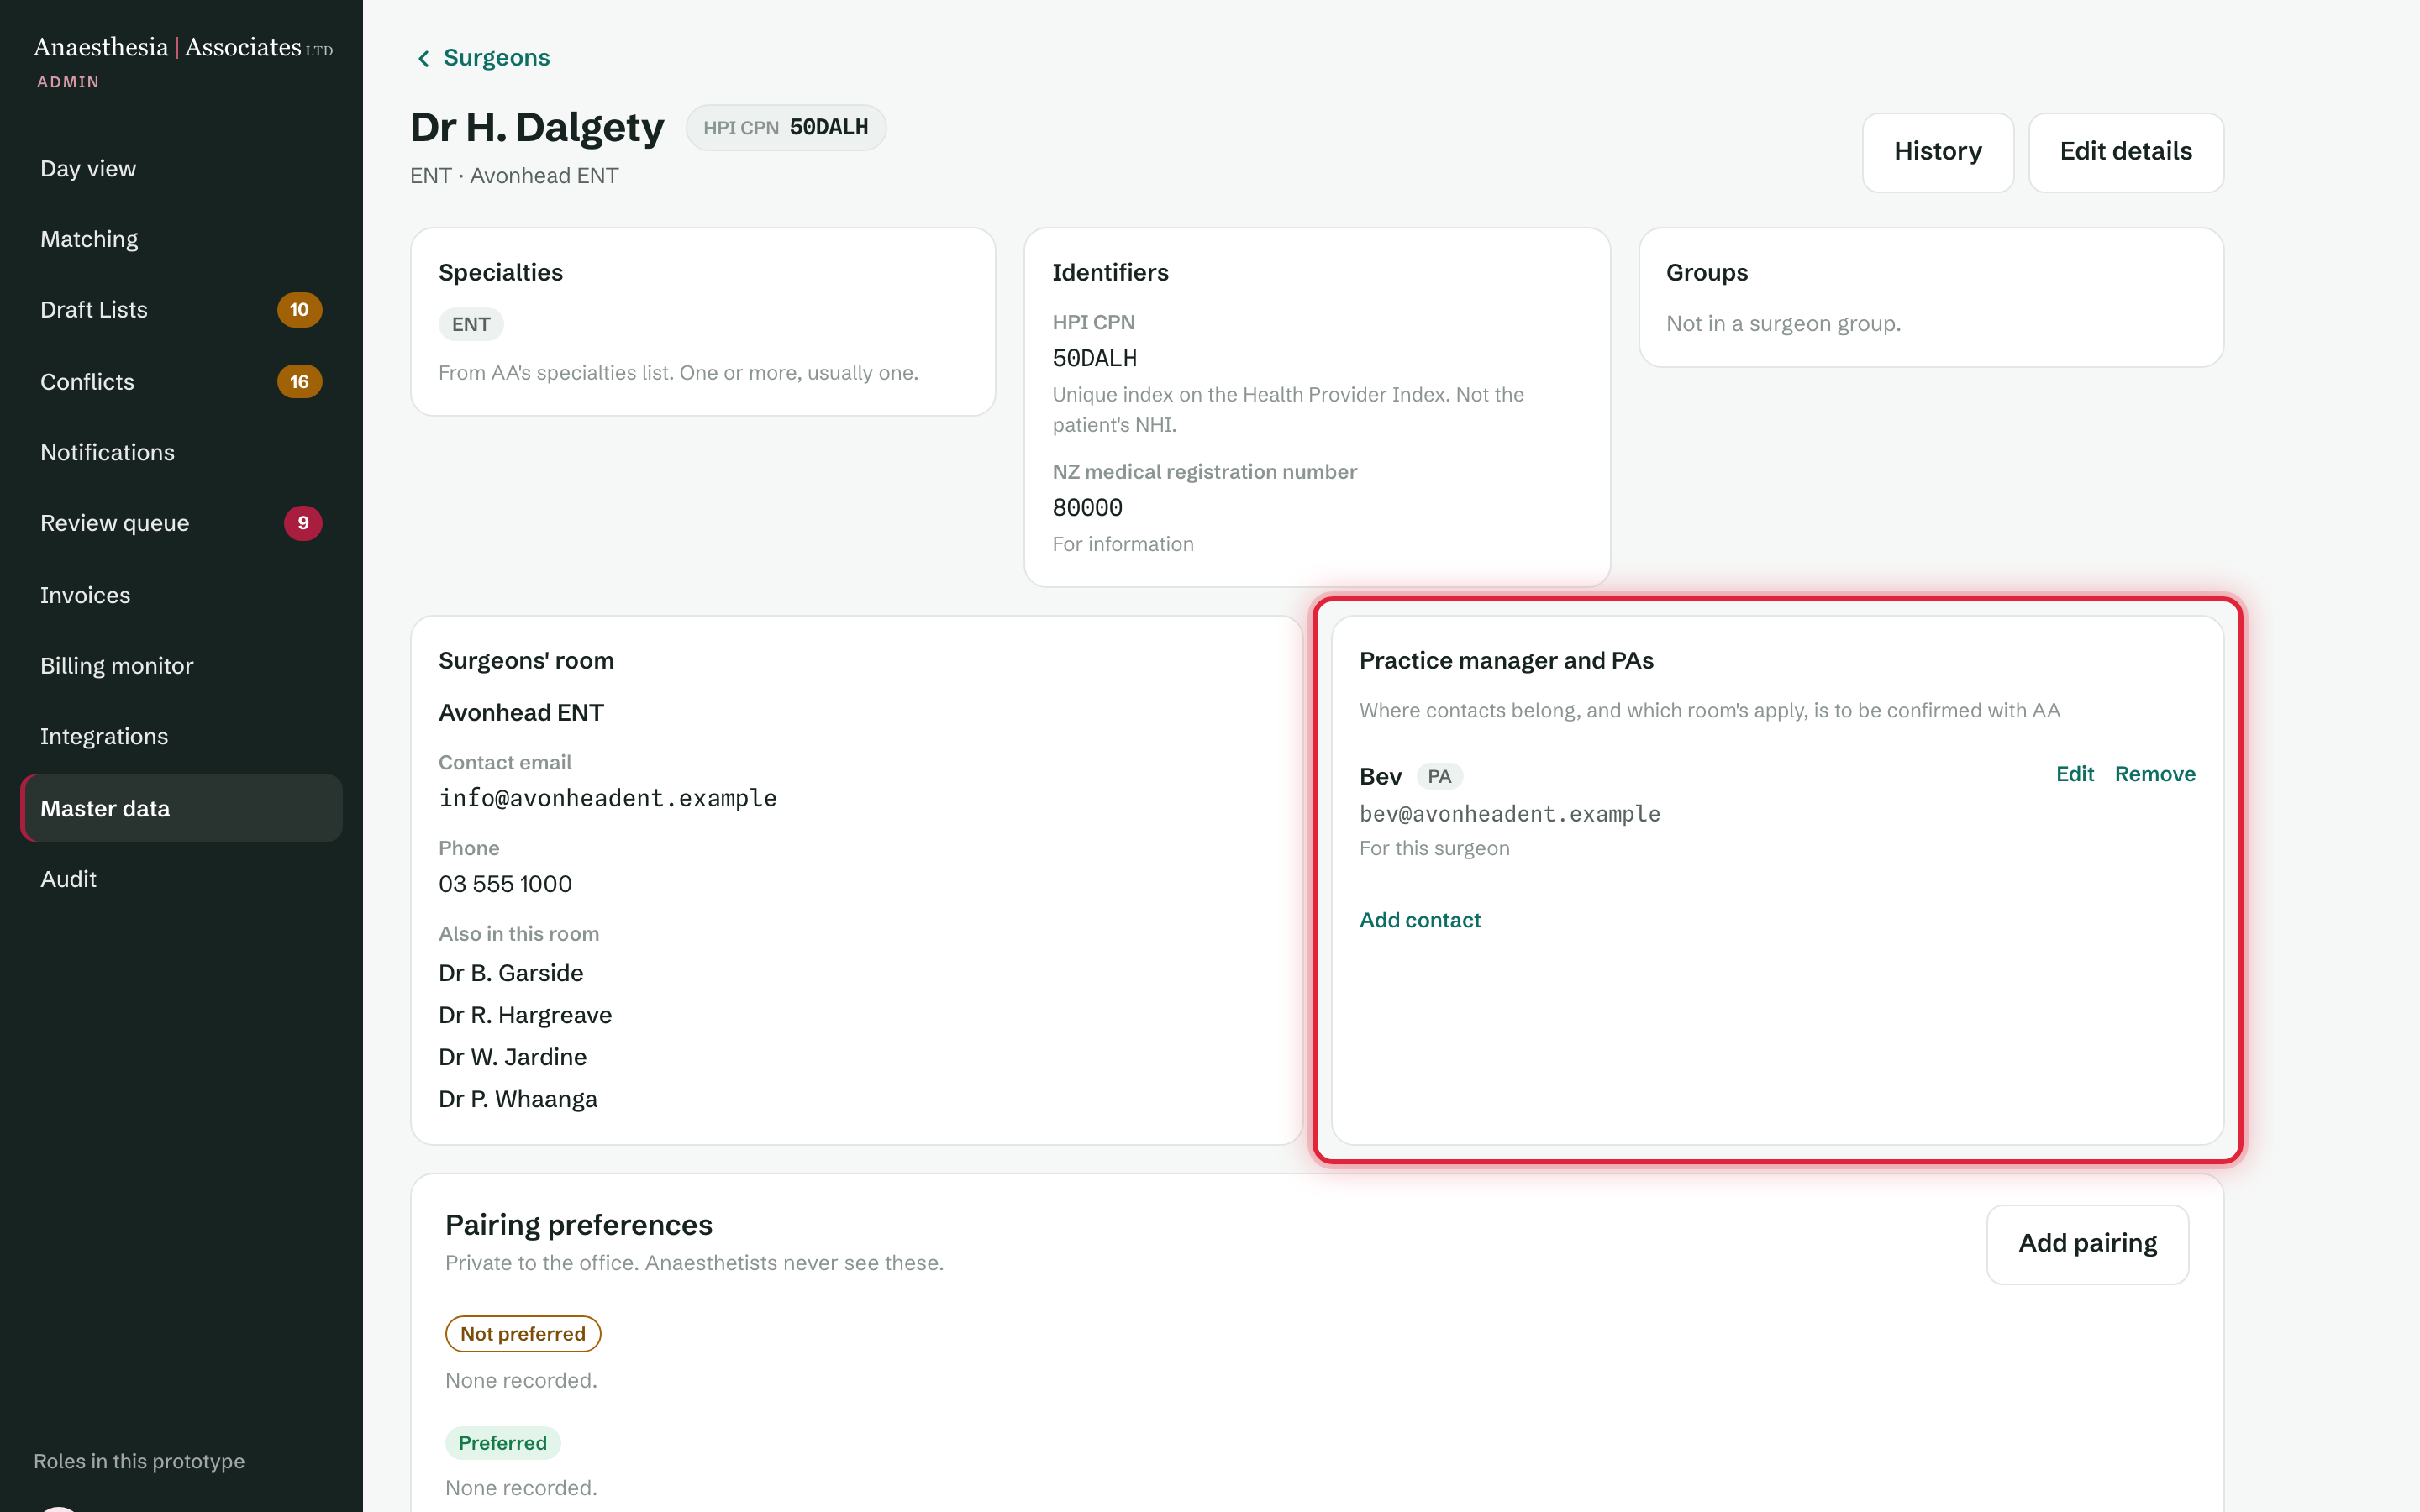 Anaesthesia | Associates LTD
ADMIN
Day view
Matching
Draft Lists 10
Conflicts 16
Notifications
Review queue 9
Invoices
Billing monitor
Integrations
Master data
Audit
Roles in this prototype
Surgeons
Dr H. Dalgety HPI CPN 50DALH
ENT · Avonhead ENT
History
Edit details
Specialties
ENT
From AA's specialties list. One or more, usually one.
Identifiers
HPI CPN
50DALH
Unique index on the Health Provider Index. Not the
patient's NHI.
NZ medical registration number
80000
For information
Groups
Not in a surgeon group.
Surgeons' room
Avonhead ENT
Contact email
info@avonheadent.example
Phone
03 555 1000
Also in this room
Dr B. Garside
Dr R. Hargreave
Dr W. Jardine
Dr P. Whaanga
Practice manager and PAs
Where contacts belong, and which room's apply, is to be confirmed with AA
Bev PA
Edit Remove
bev@avonheadent.example
For this surgeon
Add contact
Pairing preferences
Private to the office. Anaesthetists never see these.
Add pairing
Not preferred
None recorded.
Preferred
None recorded.